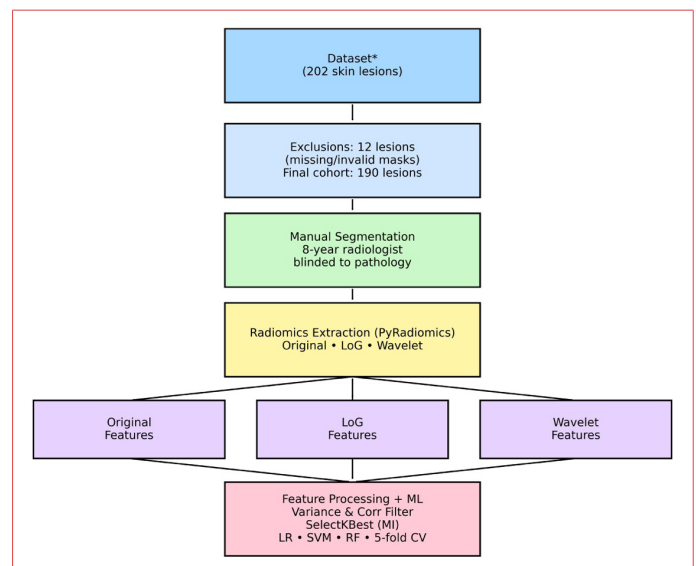 Dataset*
(202 skin lesions)
Exclusions: 12 lesions
(missing/invalid masks)
Final cohort: 190 lesions
Manual Segmentation
8-year radiologist
blinded to pathology
Radiomics Extraction (PyRadiomics)
Original • LoG • Wavelet
Original
Features
LoG
Features
Wavelet
Features
Feature Processing + ML
Variance & Corr Filter
SelectKBest (MI)
LR • SVM • RF • 5-fold CV